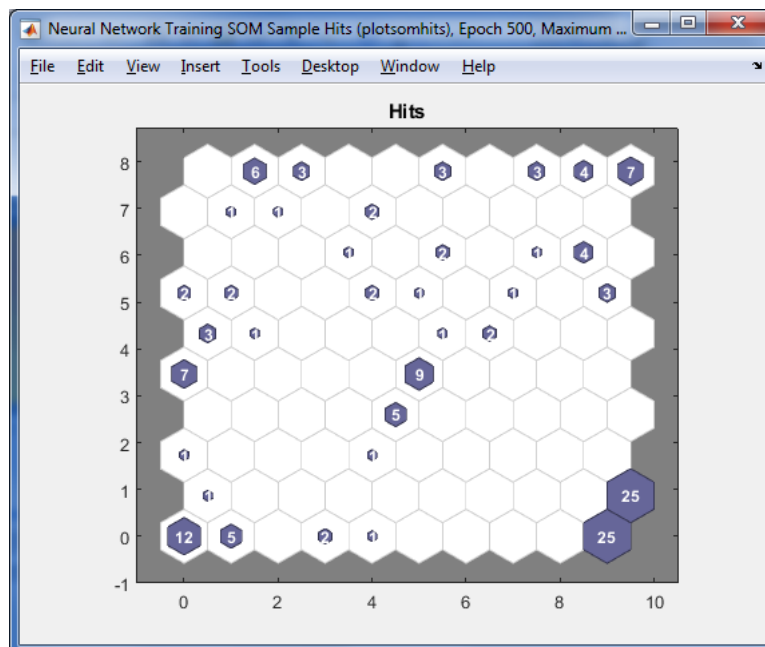 Neural Network Training SOM Sample Hits (plotsomhits), Epoch 500, Maximum ...
File Edit View Insert Tools Desktop Window Help
Hits
8 6 3 3 3 4 7
7 1 1 2
6 1 2 1 4
5 2 2 2 1 1 3
4 3 1 1 2
3 7 9
5
2 1 1
1 1 25
0 12 5 2 1 25
-1
0 2 4 6 8 10